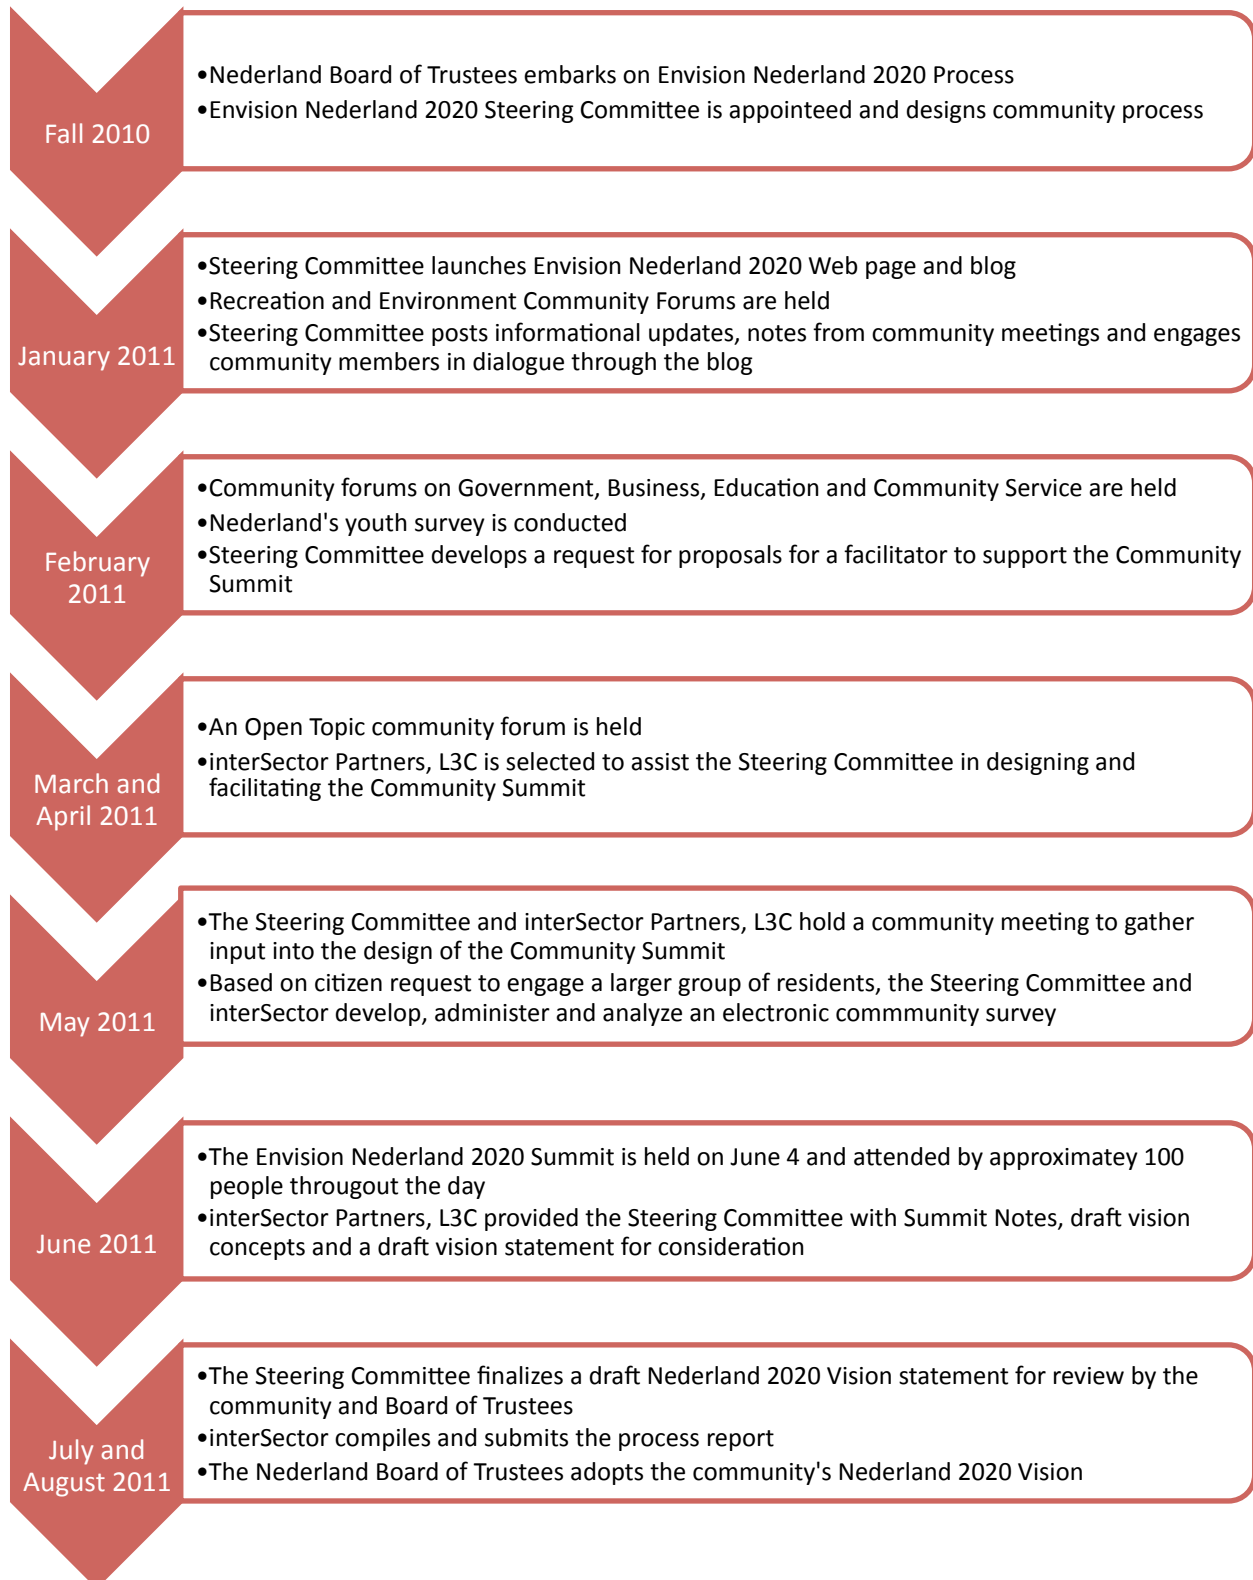 Fall 2010
•Nederland Board of Trustees embarks on Envision Nederland 2020 Process
•Envision Nederland 2020 Steering Committee is appointeed and designs community process
January 2011
•Steering Committee launches Envision Nederland 2020 Web page and blog
•Recreation and Environment Community Forums are held
•Steering Committee posts informational updates, notes from community meetings and engages
community members in dialogue through the blog
February
2011
•Community forums on Government, Business, Education and Community Service are held
•Nederland's youth survey is conducted
•Steering Committee develops a request for proposals for a facilitator to support the Community
Summit
March and
April 2011
•An Open Topic community forum is held
•interSector Partners, L3C is selected to assist the Steering Committee in designing and
facilitating the Community Summit
May 2011
•The Steering Committee and interSector Partners, L3C hold a community meeting to gather
input into the design of the Community Summit
•Based on citizen request to engage a larger group of residents, the Steering Committee and
interSector develop, administer and analyze an electronic commmunity survey
June 2011
•The Envision Nederland 2020 Summit is held on June 4 and attended by approximatey 100
people througout the day
•interSector Partners, L3C provided the Steering Committee with Summit Notes, draft vision
concepts and a draft vision statement for consideration
July and
August 2011
•The Steering Committee finalizes a draft Nederland 2020 Vision statement for review by the
community and Board of Trustees
•interSector compiles and submits the process report
•The Nederland Board of Trustees adopts the community's Nederland 2020 Vision